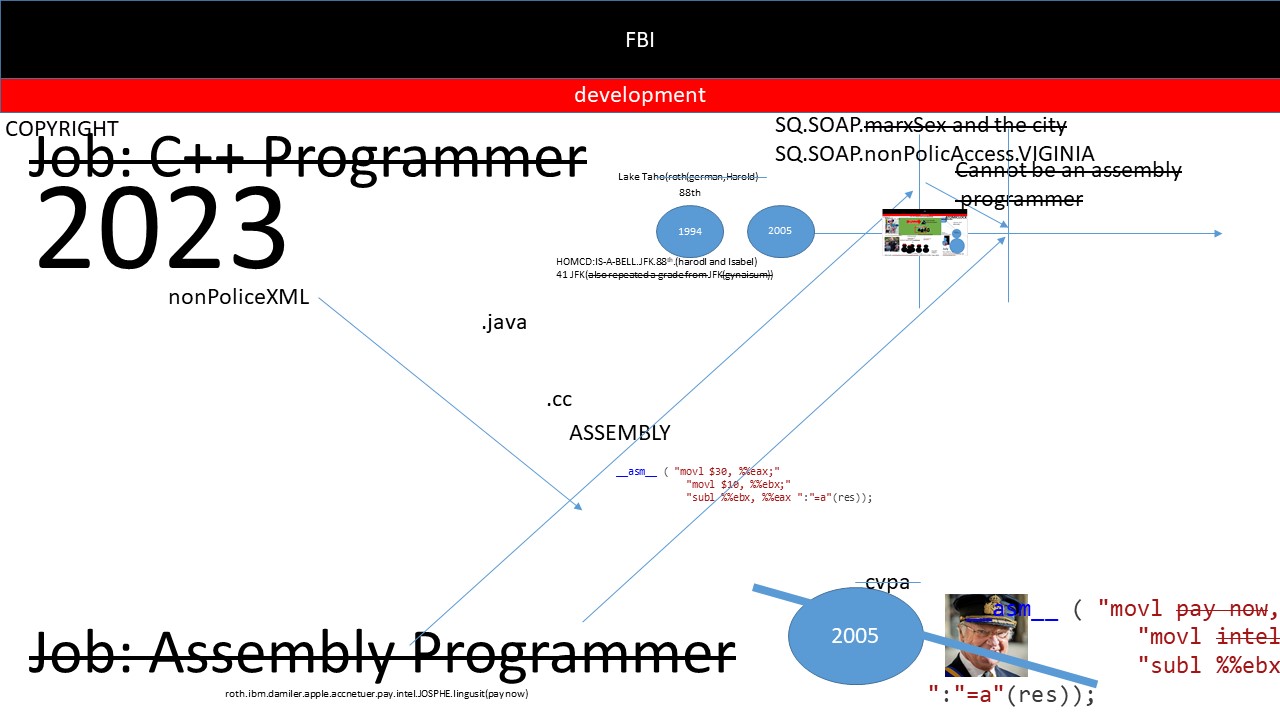 FBI
development
COPYRIGHT
Job: C++ Programmer
2023
nonPoliceXML
SQ.SOAP.marxSex and the city
SQ.SOAP.nonPolicAccess.VIGINIA
Cannot be an assembly
programmer
Lake Taho(roth(german,Harold)
88th
1994
2005
HOMCD:IS-A-BELL.JFK.88®.(harodl and Isabel)
41 JFK(also repeated a grade from JFK(gynaisum))
.java
.cc
ASSEMBLY
__asm__ ( "movl $30, %%eax;"
"movl $10, %%ebx;"
"subl %%ebx, %%eax ":"=a"(res));
cvpa
2005
__asm__ ( "movl pay now,
"movl intel
"subl %%ebx
":"=a"(res));
Job: Assembly Programmer
roth.ibm.damiler.apple.accnetuer.pay.intel.JOSPHE.lingusit(pay now)